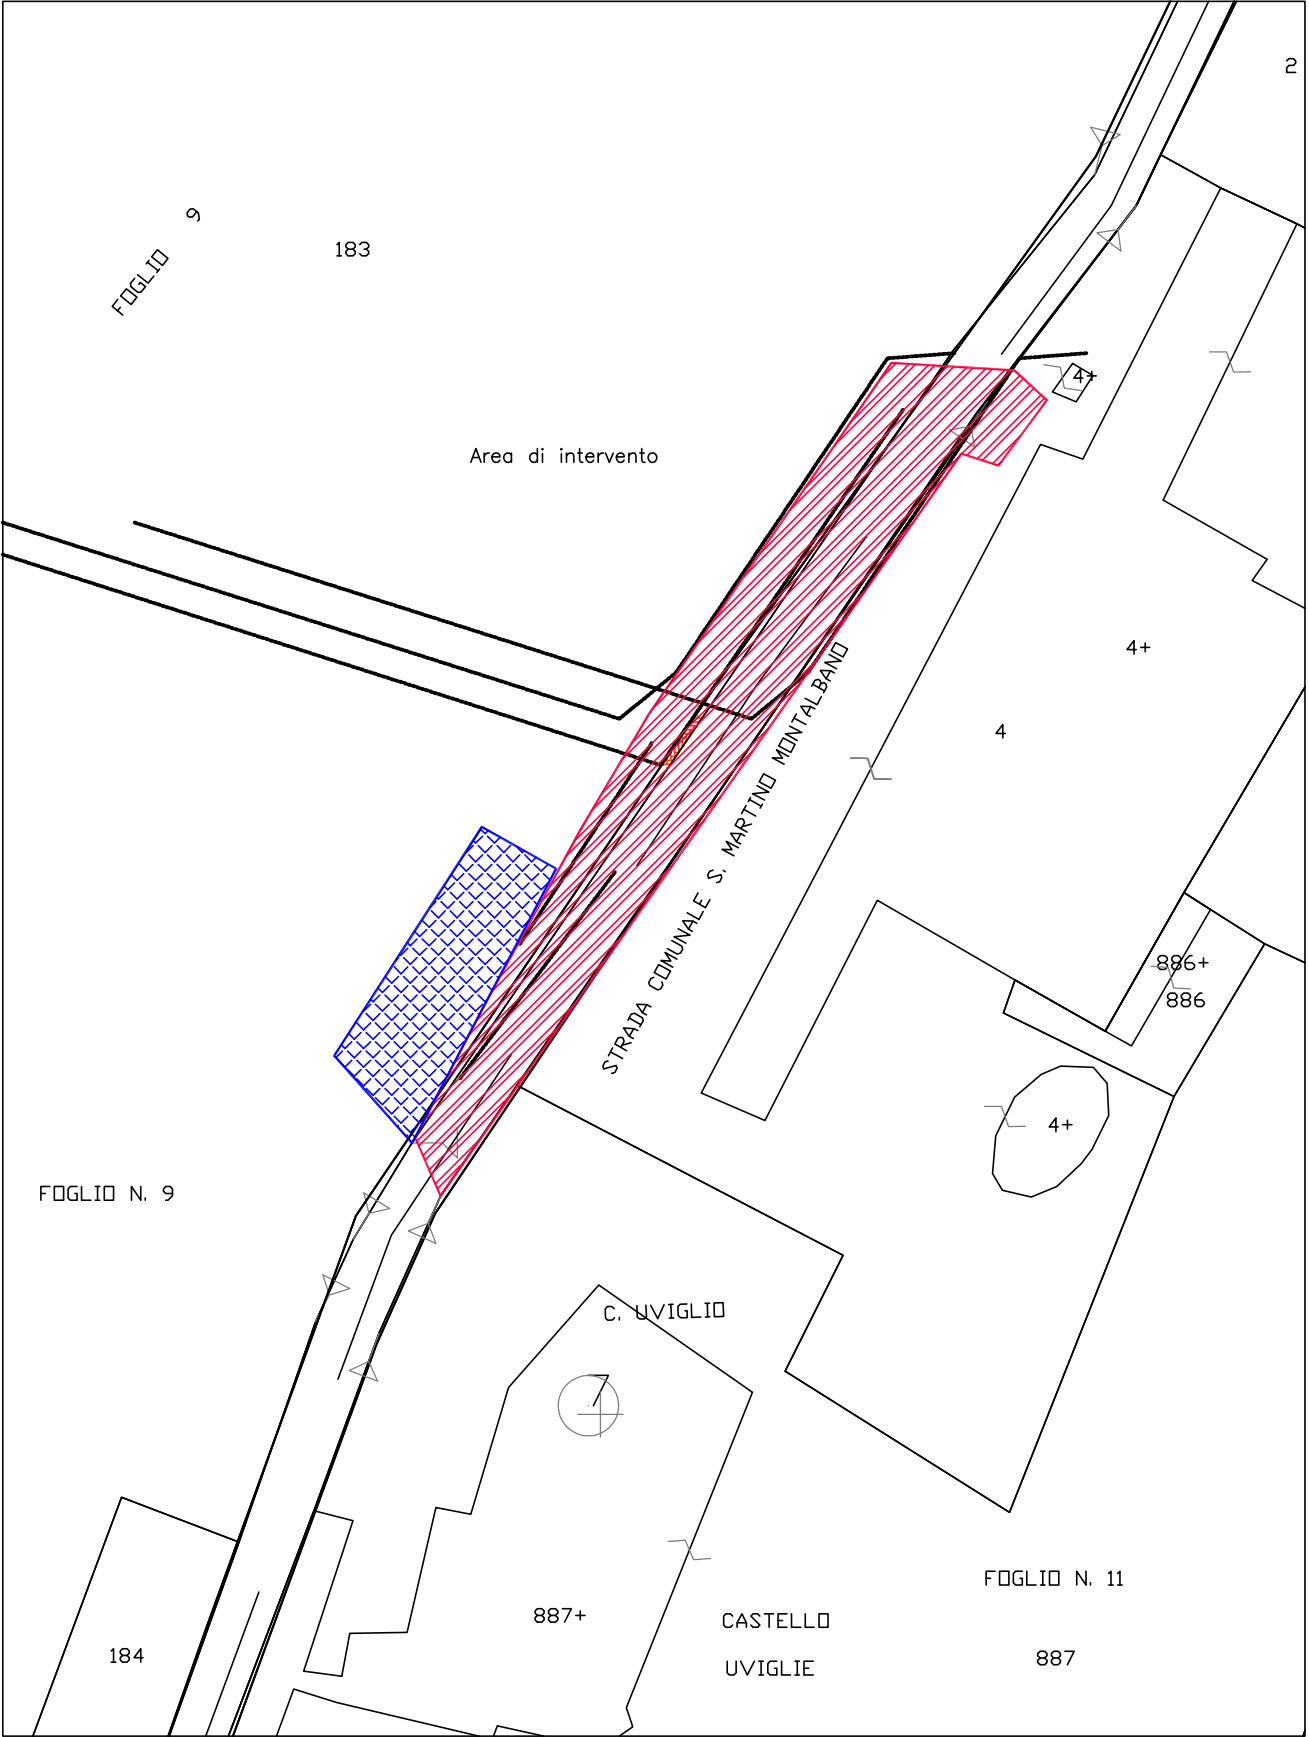 2
FOGLIO 9
183
4+
Area di intervento
4+
4
STRADA COMUNALE S. MARTINO MONTALBANO
886+
886
4+
FOGLIO N. 9
C. UVIGLIO
7
FOGLIO N. 11
887+
CASTELLO
UVIGLIE
184
887